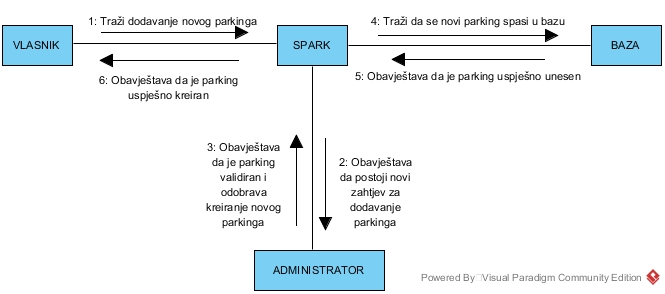 1: Traži dodavanje novog parkinga
4: Traži da se novi parking spasi u bazu
VLASNIK
SPARK
BAZA
6: Obavještava da je parking
uspješno kreiran
5: Obavještava da je parking uspješno unesen
3: Obavještava
da je parking
validiran i
odobrava
kreiranje novog
parkinga
2: Obavještava
da postoji novi
zahtjev za
dodavanje
parkinga
ADMINISTRATOR
Powered By Visual Paradigm Community Edition